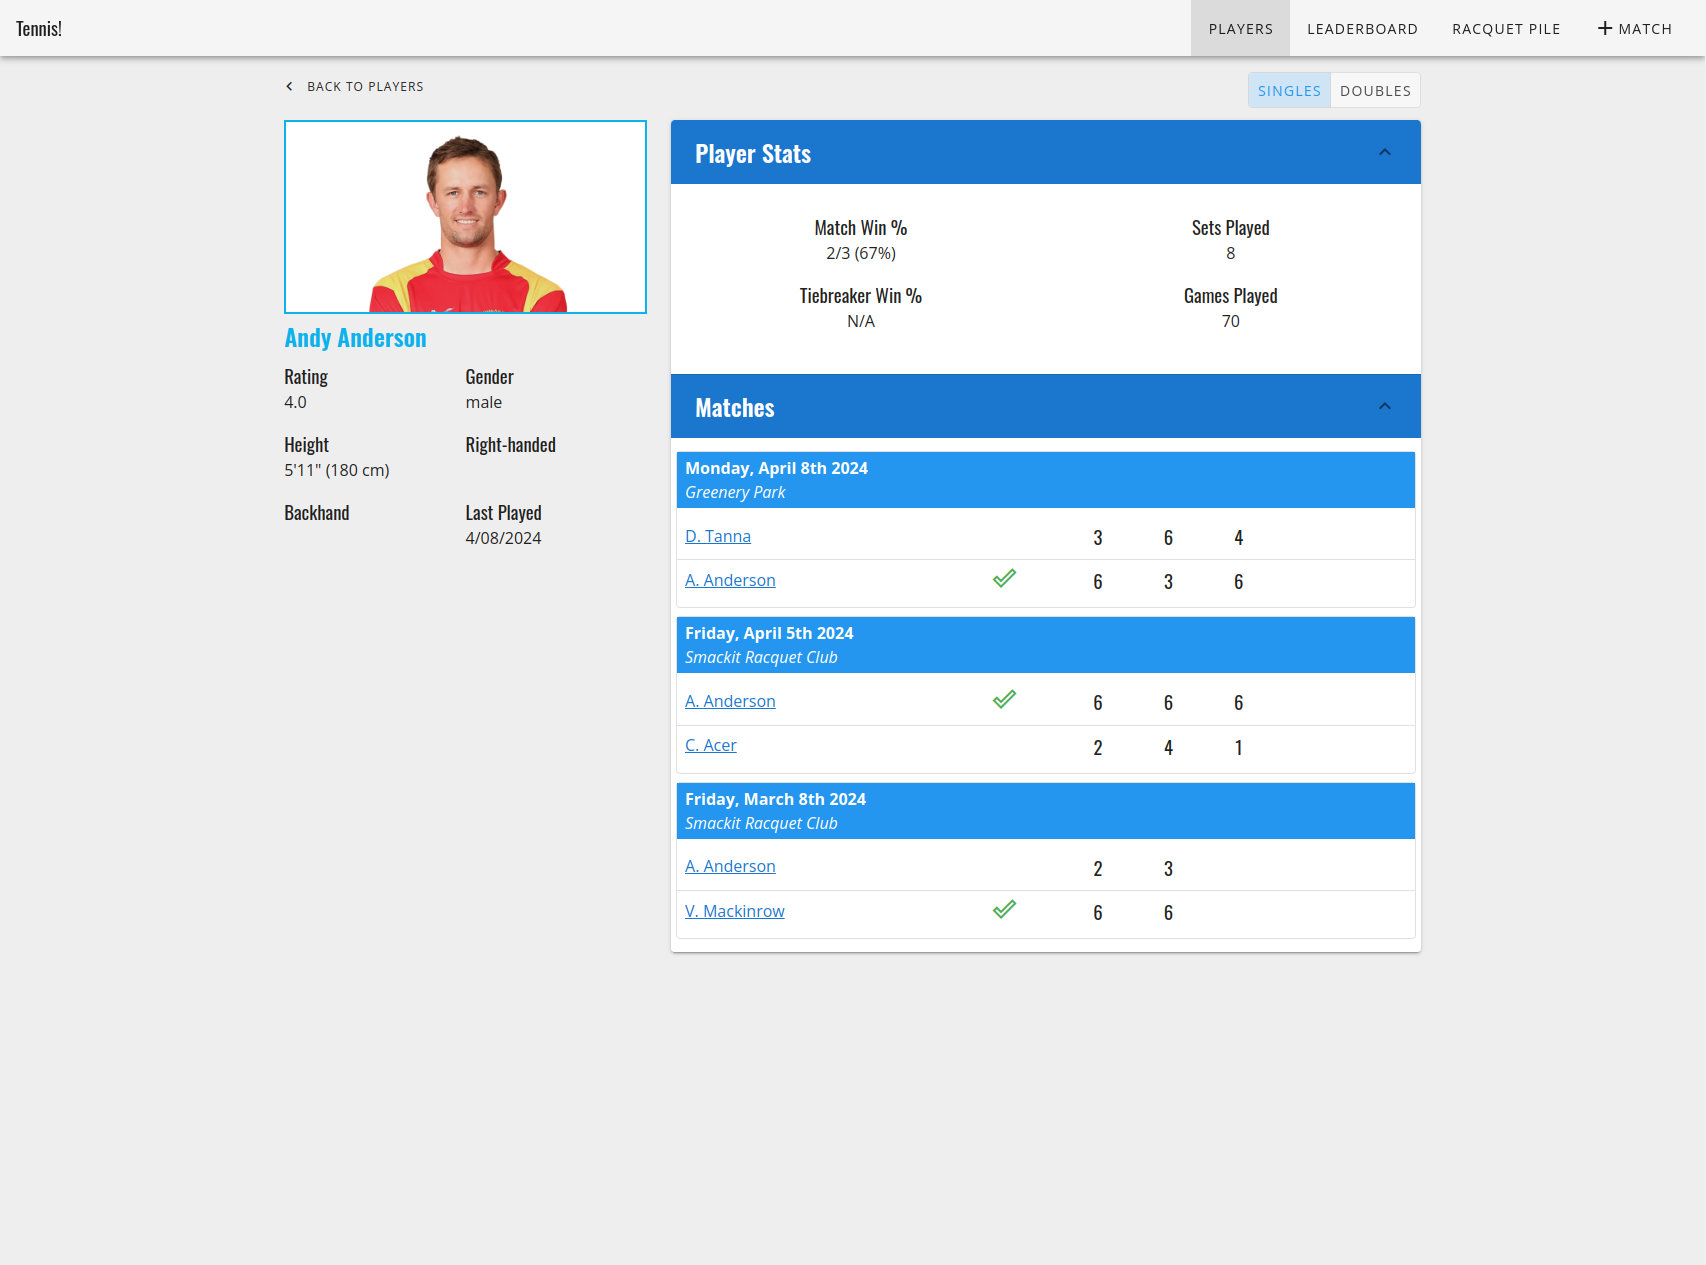 Tennis!
PLAYERS
LEADERBOARD
RACQUET PILE
+ MATCH
BACK TO PLAYERS
SINGLES
DOUBLES
Andy Anderson
Rating
4.0
Gender
male
Height
5'11" (180 cm)
Right-handed
Backhand
Last Played
4/08/2024
Player Stats
Match Win %
2/3 (67%)
Sets Played
8
Tiebreaker Win %
N/A
Games Played
70
Matches
Monday, April 8th 2024
Greenery Park
D. Tanna 3 6 4
A. Anderson 6 3 6
Friday, April 5th 2024
Smackit Racquet Club
A. Anderson 6 6 6
C. Acer 2 4 1
Friday, March 8th 2024
Smackit Racquet Club
A. Anderson 2 3
V. Mackinrow 6 6